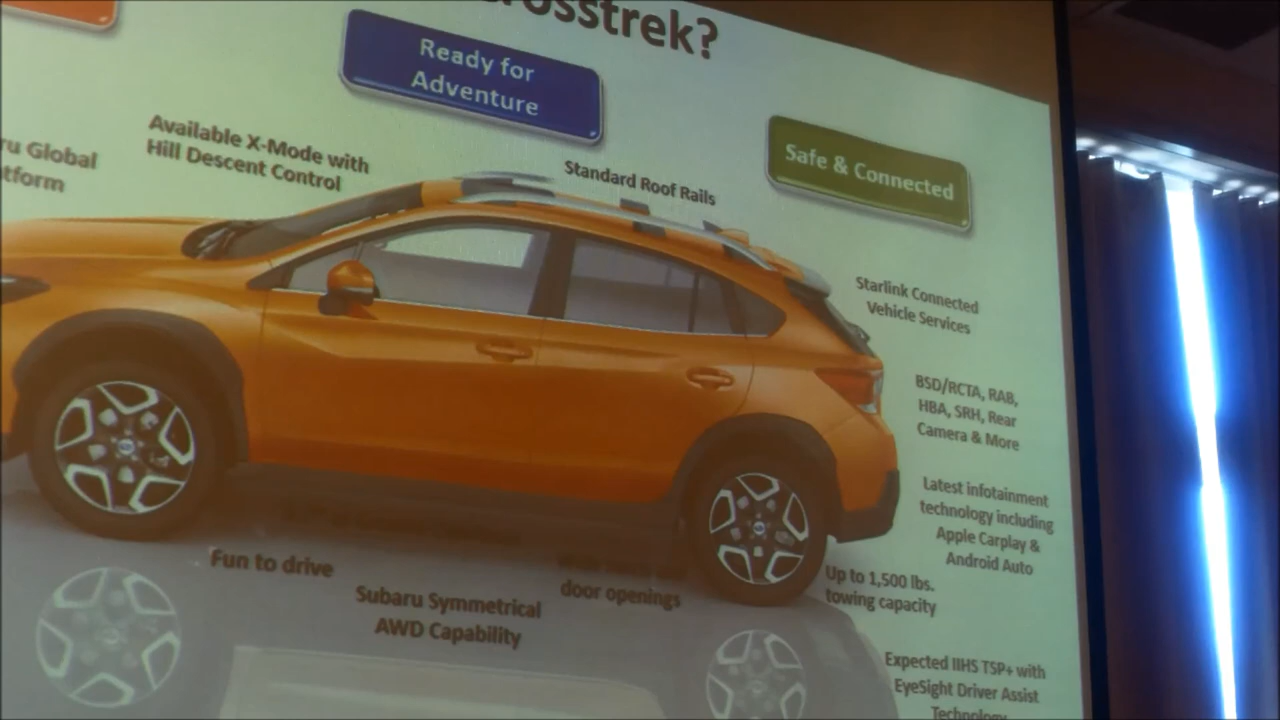 rosstrek?
Ready for
Adventure
Safe & Connected
Available X-Mode with
Hill Descent Control
Standard Roof Rails
ru Global
tform
Starlink Connected
Vehicle Services
BSD/RCTA, RAB,
HBA, SRH, Rear
Camera & More
Latest infotainment
technology including
Apple Carplay &
Android Auto
Fun to drive
door openings
Up to 1,500 lbs.
towing capacity
Subaru Symmetrical
AWD Capability
Expected IIHS TSP+ with
EyeSight Driver Assist
Technology